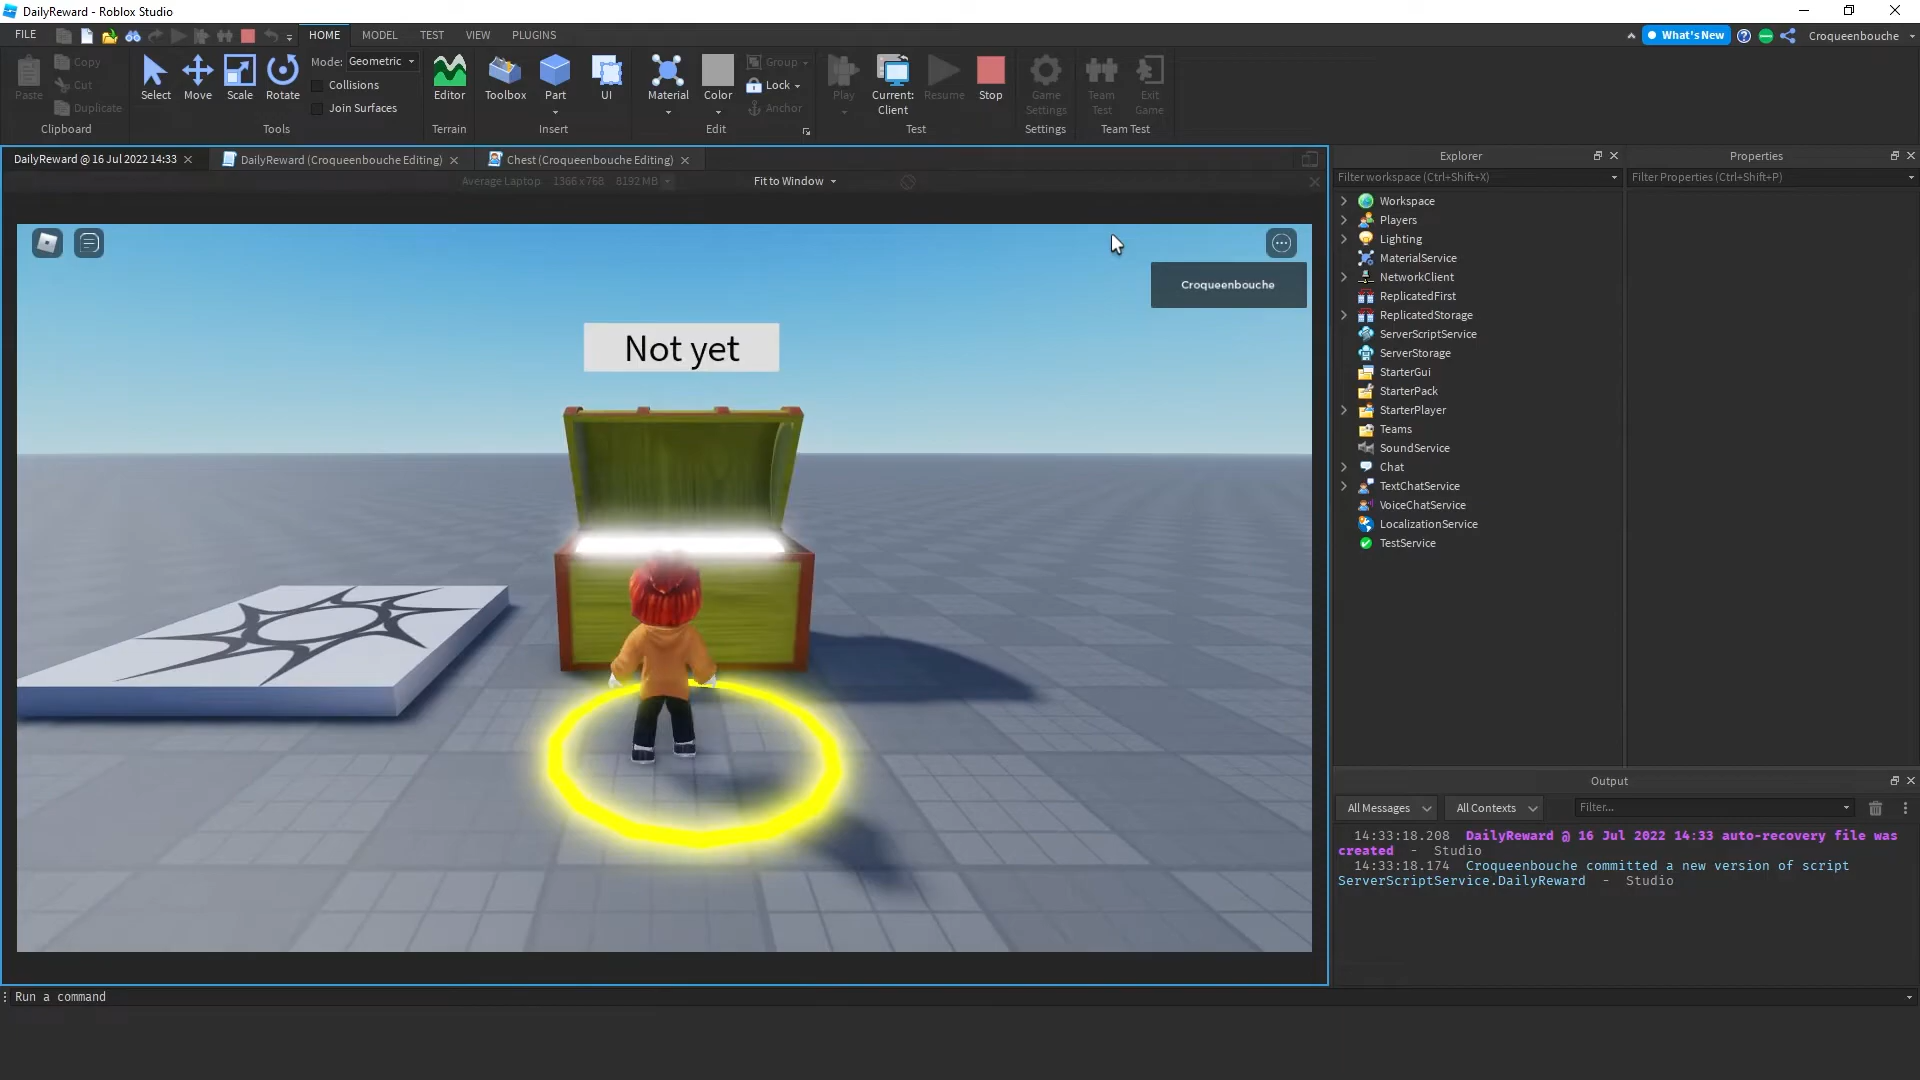 DailyReward - Roblox Studio
FILE
HOME
MODEL
TEST
VIEW
PLUGINS
What's New
Croqueenbouche
Paste
Copy
Cut
Duplicate
Clipboard
Select
Move
Scale
Rotate
Mode: Geometric
Collisions
Join Surfaces
Tools
Editor
Terrain
Toolbox
Part
UI
Insert
Material
Color
Group
Lock
Anchor
Edit
Play
Current:
Client
Resume
Stop
Test
Game
Settings
Settings
Team
Test
Exit
Game
Team Test
DailyReward @ 16 Jul 2022 14:33
DailyReward (Croqueenbouche Editing)
Chest (Croqueenbouche Editing)
Average Laptop 1366 x 768 8192 MB
Fit to Window
Croqueenbouche
Not yet
Explorer
Filter workspace (Ctrl+Shift+X)
Workspace
Players
Lighting
MaterialService
NetworkClient
ReplicatedFirst
ReplicatedStorage
ServerScriptService
ServerStorage
StarterGui
StarterPack
StarterPlayer
Teams
SoundService
Chat
TextChatService
VoiceChatService
LocalizationService
TestService
Properties
Filter Properties (Ctrl+Shift+P)
Output
All Messages
All Contexts
Filter...
14:33:18.208 DailyReward @ 16 Jul 2022 14:33 auto-recovery file was
created - Studio
14:33:18.174 Croqueenbouche committed a new version of script
ServerScriptService.DailyReward - Studio
Run a command